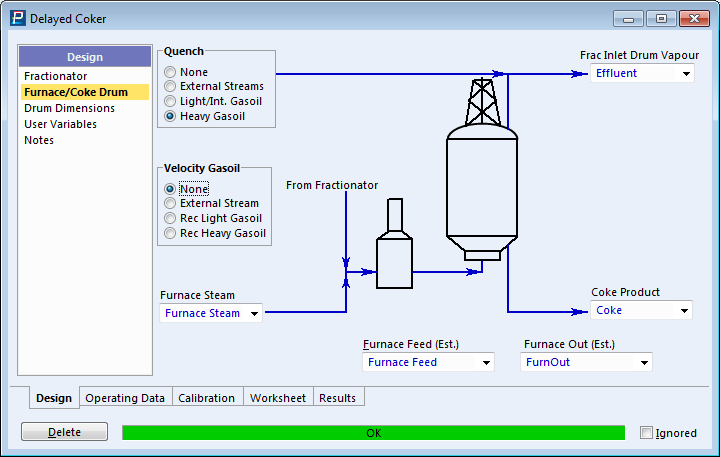 Delayed Coker
Design
Fractionator
Furnace/Coke Drum
Drum Dimensions
User Variables
Notes
Quench
None
External Streams
Light/Int. Gasoil
Heavy Gasoil
Velocity Gasoil
None
External Stream
Rec Light Gasoil
Rec Heavy Gasoil
From Fractionator
Frac Inlet Drum Vapour
Effluent
Furnace Steam
Furnace Steam
Coke Product
Coke
Furnace Feed (Est.)
Furnace Feed
Furnace Out (Est.)
FurnOut
Design
Operating Data
Calibration
Worksheet
Results
Delete
OK
Ignored